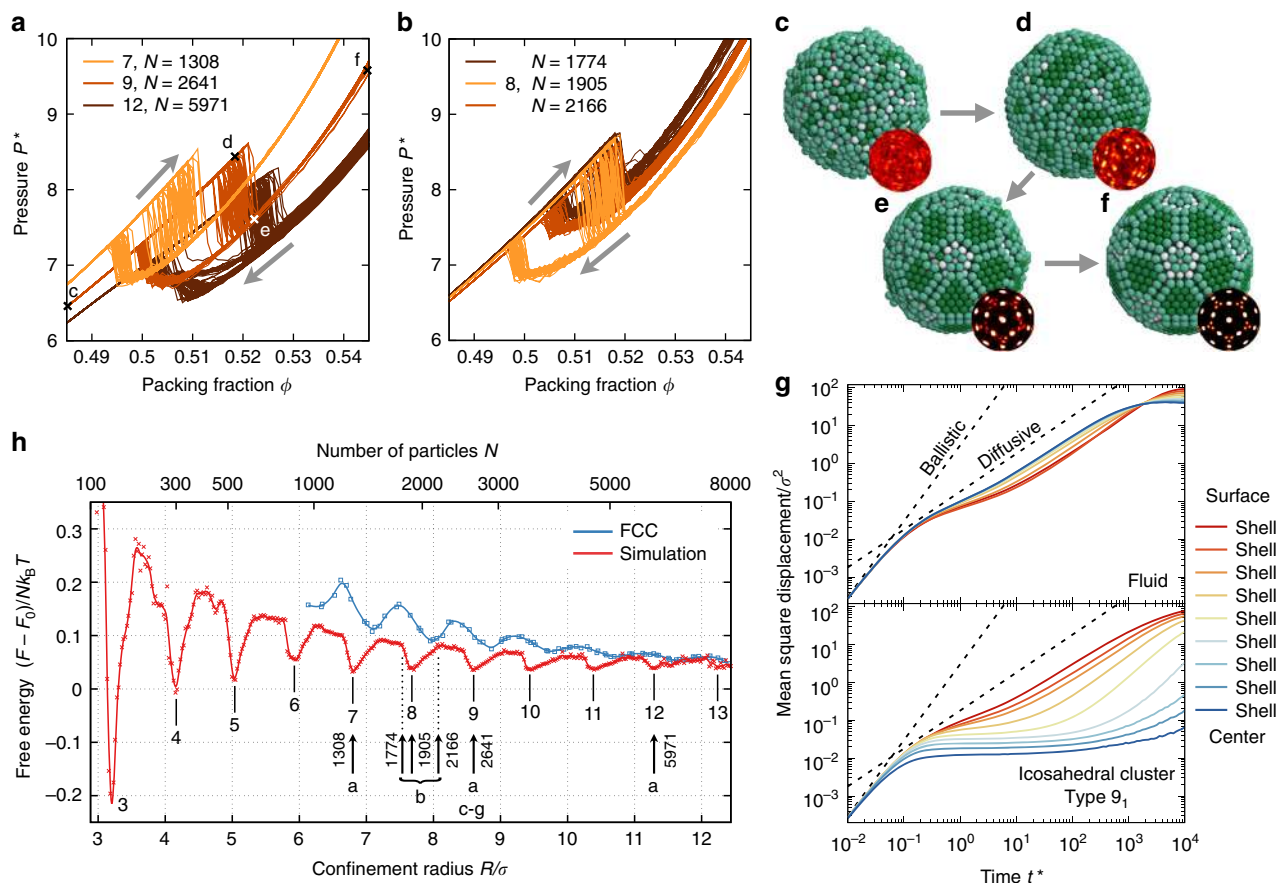 a
10
9
8
7
6
Pressure P*
7, N = 1308
9, N = 2641
12, N = 5971
c
d
e
f
0.49 0.5 0.51 0.52 0.53 0.54
Packing fraction ϕ
b
10
9
8
7
6
Pressure P*
N = 1774
8, N = 1905
N = 2166
0.49 0.5 0.51 0.52 0.53 0.54
Packing fraction ϕ
c
d
e
f
g
Mean square displacement/σ²
10²
10¹
10⁰
10⁻¹
10⁻²
10⁻³
Ballistic
Diffusive
Fluid
10²
10¹
10⁰
10⁻¹
10⁻²
10⁻³
Icosahedral cluster
Type 9₁
10⁻² 10⁻¹ 10⁰ 10¹ 10² 10³ 10⁴
Time t*
Surface
Shell
Shell
Shell
Shell
Shell
Shell
Shell
Shell
Shell
Center
h
Number of particles N
100 300 500 1000 2000 3000 5000 8000
Free energy (F − F₀)/NkBT
0.3
0.2
0.1
0
−0.1
−0.2
FCC
Simulation
3
4
5
6
7
8
9
10
11
12
13
1308
1774
1905
2166
2641
5971
a
b
a
a
c-g
3 4 5 6 7 8 9 10 11 12
Confinement radius R/σ